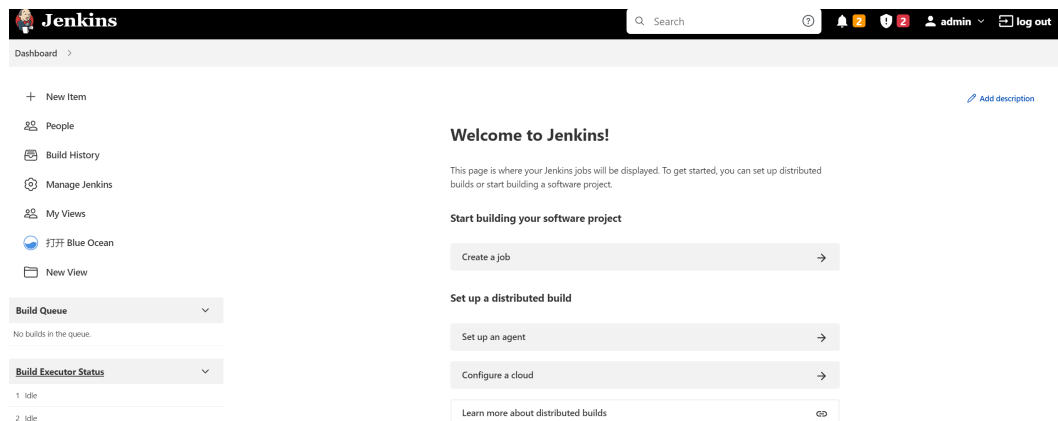 Jenkins
Search
2
2
admin
log out
Dashboard
New Item
People
Build History
Manage Jenkins
My Views
打开 Blue Ocean
New View
Build Queue
No builds in the queue.
Build Executor Status
1 Idle
2 Idle
Add description
Welcome to Jenkins!
This page is where your Jenkins jobs will be displayed. To get started, you can set up distributed
builds or start building a software project.
Start building your software project
Create a job
Set up a distributed build
Set up an agent
Configure a cloud
Learn more about distributed builds